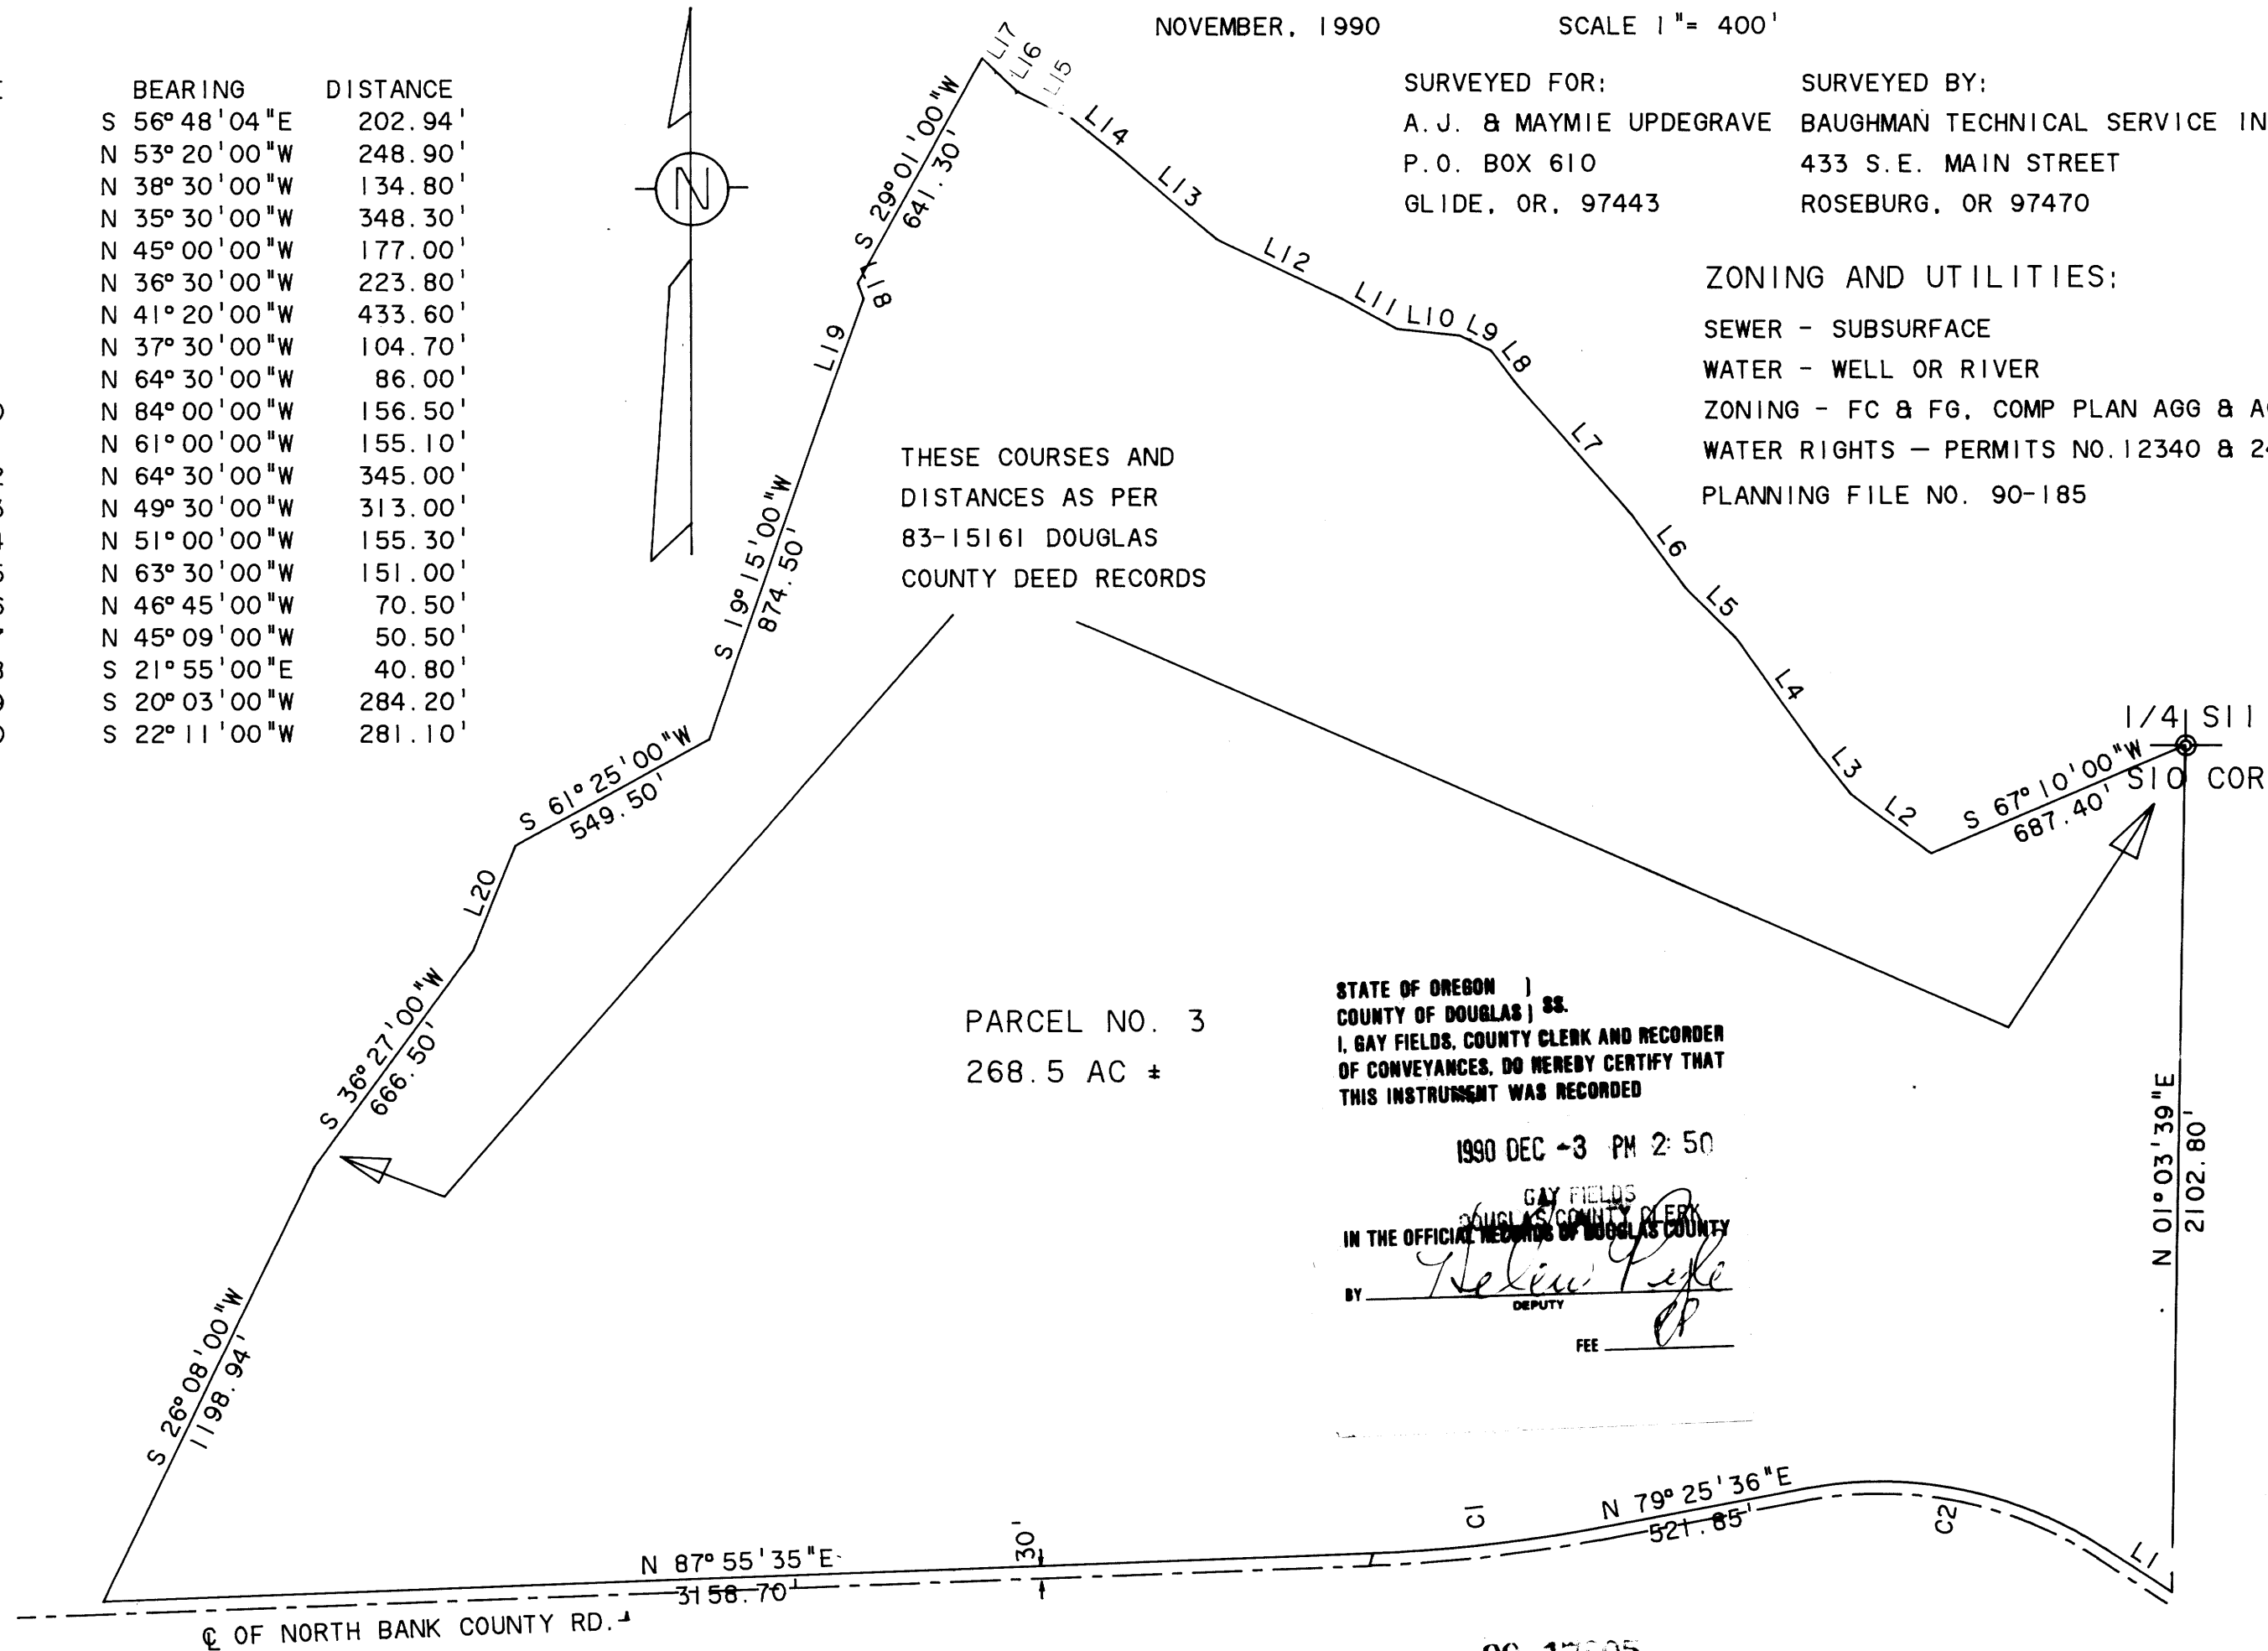 NOVEMBER, 1990 SCALE 1"= 400'
SURVEYED FOR:
A.J. & MAYMIE UPDEGRAVE
P.O. BOX 610
GLIDE, OR, 97443
SURVEYED BY:
BAUGHMAN TECHNICAL SERVICE IN
433 S.E. MAIN STREET
ROSEBURG, OR 97470
BEARING DISTANCE
S 56°48'04"E 202.94'
N 53°20'00"W 248.90'
N 38°30'00"W 134.80'
N 35°30'00"W 348.30'
N 45°00'00"W 177.00'
N 36°30'00"W 223.80'
N 41°20'00"W 433.60'
N 37°30'00"W 104.70'
N 64°30'00"W 86.00'
N 84°00'00"W 156.50'
N 61°00'00"W 155.10'
N 64°30'00"W 345.00'
N 49°30'00"W 313.00'
N 51°00'00"W 155.30'
N 63°30'00"W 151.00'
N 46°45'00"W 70.50'
N 45°09'00"W 50.50'
S 21°55'00"E 40.80'
S 20°03'00"W 284.20'
S 22°11'00"W 281.10'
N
ZONING AND UTILITIES:
SEWER - SUBSURFACE
WATER - WELL OR RIVER
ZONING - FC & FG, COMP PLAN AGG &
WATER RIGHTS — PERMITS NO.12340 &
PLANNING FILE NO. 90-185
THESE COURSES AND
DISTANCES AS PER
83-15161 DOUGLAS
COUNTY DEED RECORDS
L17
L16
L15
L14
L13
L12
L11
L10
L9
L8
L7
L6
L5
L4
L3
L2
S 67°10'00"W
687.40'
1/4 S11
S10 COR
S 29°01'00"W
641.30'
L18
L19
S 19°15'00"W
874.50'
S 61°25'00"W
549.50'
L20
S 36°27'00"W
666.50'
S 26°08'00"W
1198.94'
PARCEL NO. 3
268.5 AC ±
STATE OF OREGON )
COUNTY OF DOUGLAS ) SS.
I, GAY FIELDS, COUNTY CLERK AND RECORDER
OF CONVEYANCES, DO HEREBY CERTIFY THAT
THIS INSTRUMENT WAS RECORDED
1990 DEC -3 PM 2:50
GAY FIELDS
DOUGLAS COUNTY CLERK
IN THE OFFICIAL RECORDS OF DOUGLAS COUNTY
BY Helen Pyle
DEPUTY
FEE
N 01°03'39"E
2102.80'
N 87°55'35"E
3158.70'
30'
C1
N 79°25'36"E
521.85'
C2
L1
℄ OF NORTH BANK COUNTY RD.